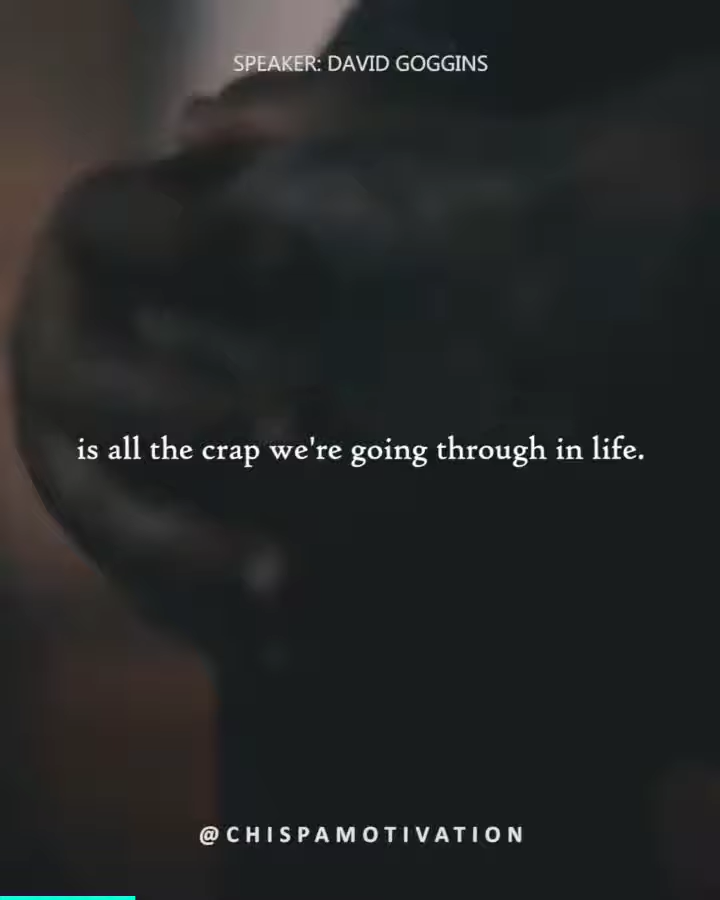 SPEAKER: DAVID GOGGINS
is all the crap we're going through in life.
@CHISPAMOTIVATION